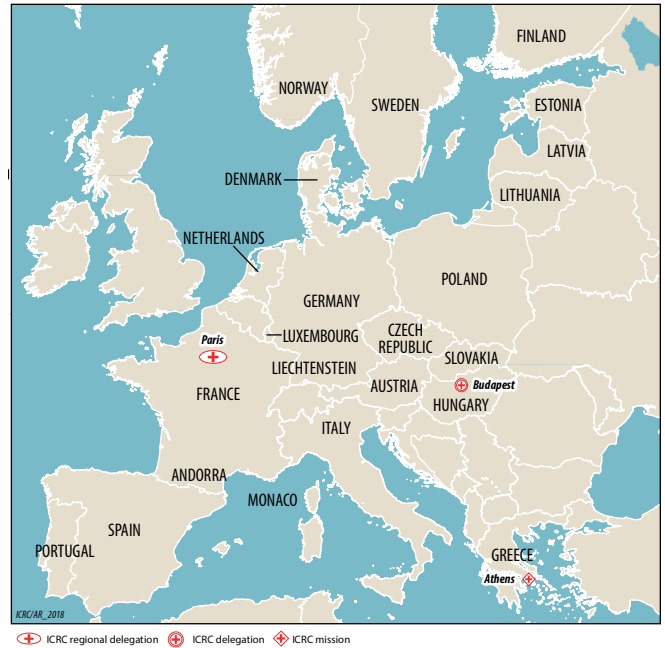 FINLAND
NORWAY
SWEDEN
ESTONIA
LATVIA
DENMARK
LITHUANIA
NETHERLANDS
POLAND
GERMANY
CZECH
REPUBLIC
Paris
LUXEMBOURG
SLOVAKIA
LIECHTENSTEIN
AUSTRIA
Budapest
FRANCE
HUNGARY
ITALY
ANDORRA
MONACO
SPAIN
PORTUGAL
GREECE
Athens
ICRC/AR_2018
ICRC regional delegation ICRC delegation ICRC mission